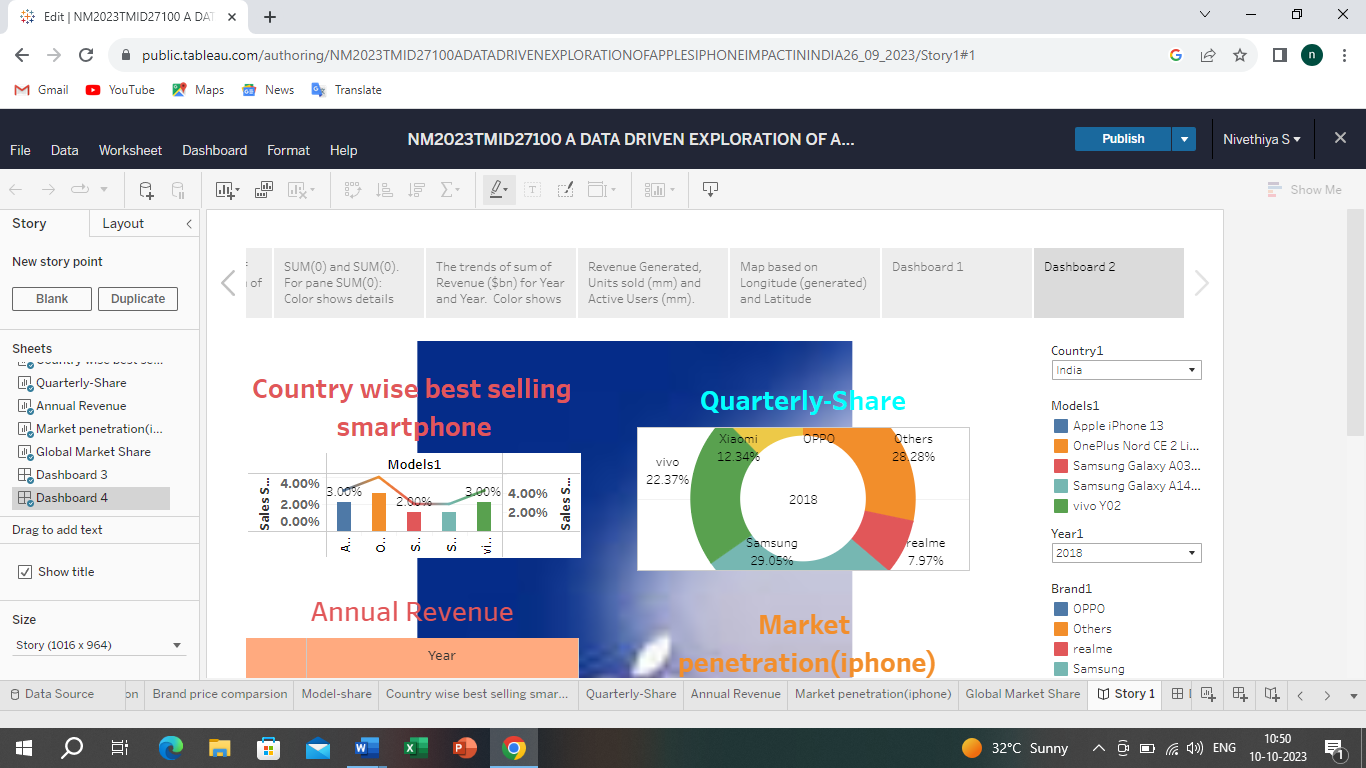 Edit | NM2023TMID27100 A DAT
public.tableau.com/authoring/NM2023TMID27100ADATADRIVENEXPLORATIONOFAPPLESIPHONEIMPACTININDIA26_09_2023/Story1#1
n
Gmail YouTube Maps News Translate
NM2023TMID27100 A DATA DRIVEN EXPLORATION OF A...
File Data Worksheet Dashboard Format Help
Publish
Nivethiya S
Show Me
Story Layout
New story point
Blank Duplicate
Sheets
Country wise best se...
Quarterly-Share
Annual Revenue
Market penetration(i...
Global Market Share
Dashboard 3
Dashboard 4
Drag to add text
Show title
Size
Story (1016 x 964)
of
SUM(0) and SUM(0).
For pane SUM(0):
Color shows details
The trends of sum of
Revenue ($bn) for Year
and Year. Color shows
Revenue Generated,
Units sold (mm) and
Active Users (mm).
Map based on
Longitude (generated)
and Latitude
Dashboard 1
Dashboard 2
Country wise best selling
smartphone
Models1
Sales S...
4.00%
2.00%
0.00%
3.00%
2.00%
3.00%
4.00%
2.00%
Sales S...
A..
O..
S..
S..
vi..
Quarterly-Share
Xiaomi
12.34%
OPPO
Others
28.28%
vivo
22.37%
2018
Samsung
29.05%
realme
7.97%
Annual Revenue
Year
Market
penetration(iphone)
Country1
India
Models1
Apple iPhone 13
OnePlus Nord CE 2 Li...
Samsung Galaxy A03...
Samsung Galaxy A14...
vivo Y02
Year1
2018
Brand1
OPPO
Others
realme
Samsung
Data Source on Brand price comparsion Model-share Country wise best selling smar... Quarterly-Share Annual Revenue Market penetration(iphone) Global Market Share Story 1
32°C Sunny
ENG
10:50
10-10-2023
1